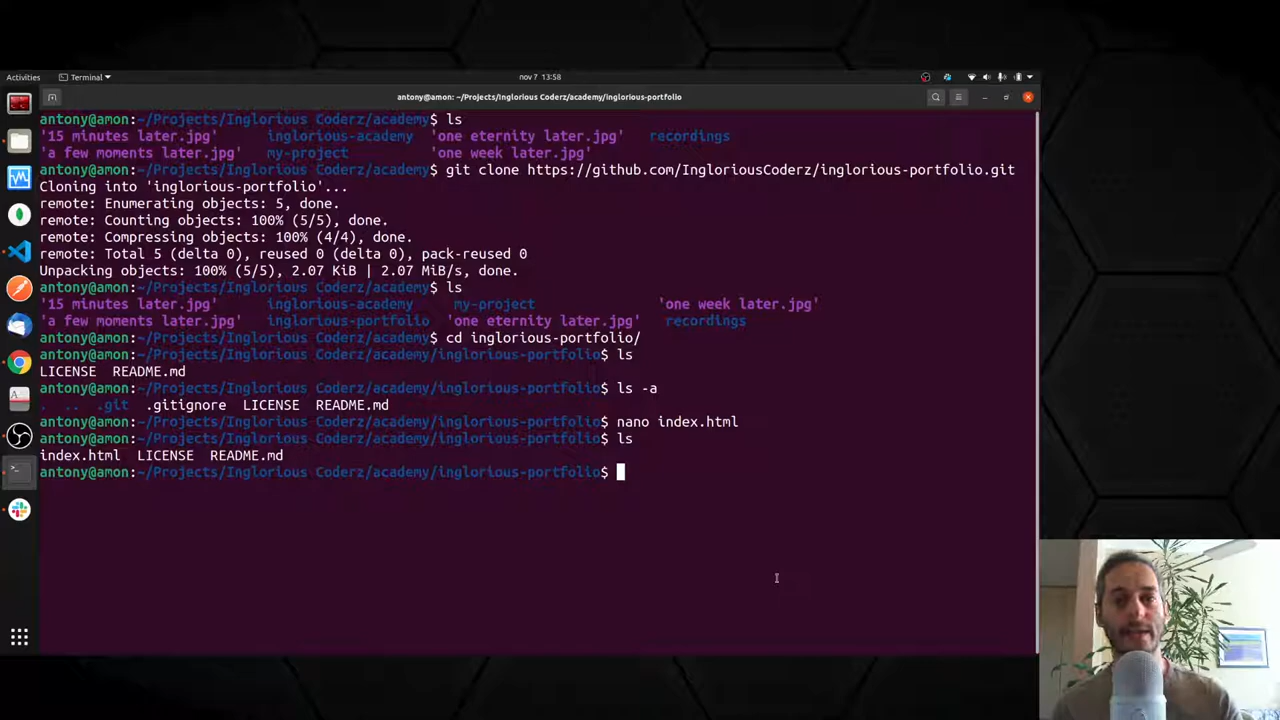 Activities Terminal nov 7 13:58
antony@amon: ~/Projects/Inglorious Coderz/academy/inglorious-portfolio
antony@amon:~/Projects/Inglorious Coderz/academy$ ls
'15 minutes later.jpg' inglorious-academy 'one eternity later.jpg' recordings
'a few moments later.jpg' my-project 'one week later.jpg'
antony@amon:~/Projects/Inglorious Coderz/academy$ git clone https://github.com/IngloriousCoderz/inglorious-portfolio.git
Cloning into 'inglorious-portfolio'...
remote: Enumerating objects: 5, done.
remote: Counting objects: 100% (5/5), done.
remote: Compressing objects: 100% (4/4), done.
remote: Total 5 (delta 0), reused 0 (delta 0), pack-reused 0
Unpacking objects: 100% (5/5), 2.07 KiB | 2.07 MiB/s, done.
antony@amon:~/Projects/Inglorious Coderz/academy$ ls
'15 minutes later.jpg' inglorious-academy my-project 'one week later.jpg'
'a few moments later.jpg' inglorious-portfolio 'one eternity later.jpg' recordings
antony@amon:~/Projects/Inglorious Coderz/academy$ cd inglorious-portfolio/
antony@amon:~/Projects/Inglorious Coderz/academy/inglorious-portfolio$ ls
LICENSE README.md
antony@amon:~/Projects/Inglorious Coderz/academy/inglorious-portfolio$ ls -a
. .. .git .gitignore LICENSE README.md
antony@amon:~/Projects/Inglorious Coderz/academy/inglorious-portfolio$ nano index.html
antony@amon:~/Projects/Inglorious Coderz/academy/inglorious-portfolio$ ls
index.html LICENSE README.md
antony@amon:~/Projects/Inglorious Coderz/academy/inglorious-portfolio$